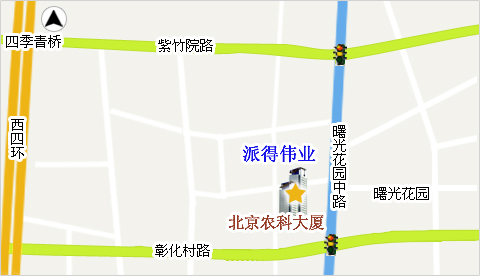 四季青桥
紫竹院路
西四环
曙光花园中路
派得伟业
曙光花园
北京农科大厦
彰化村路